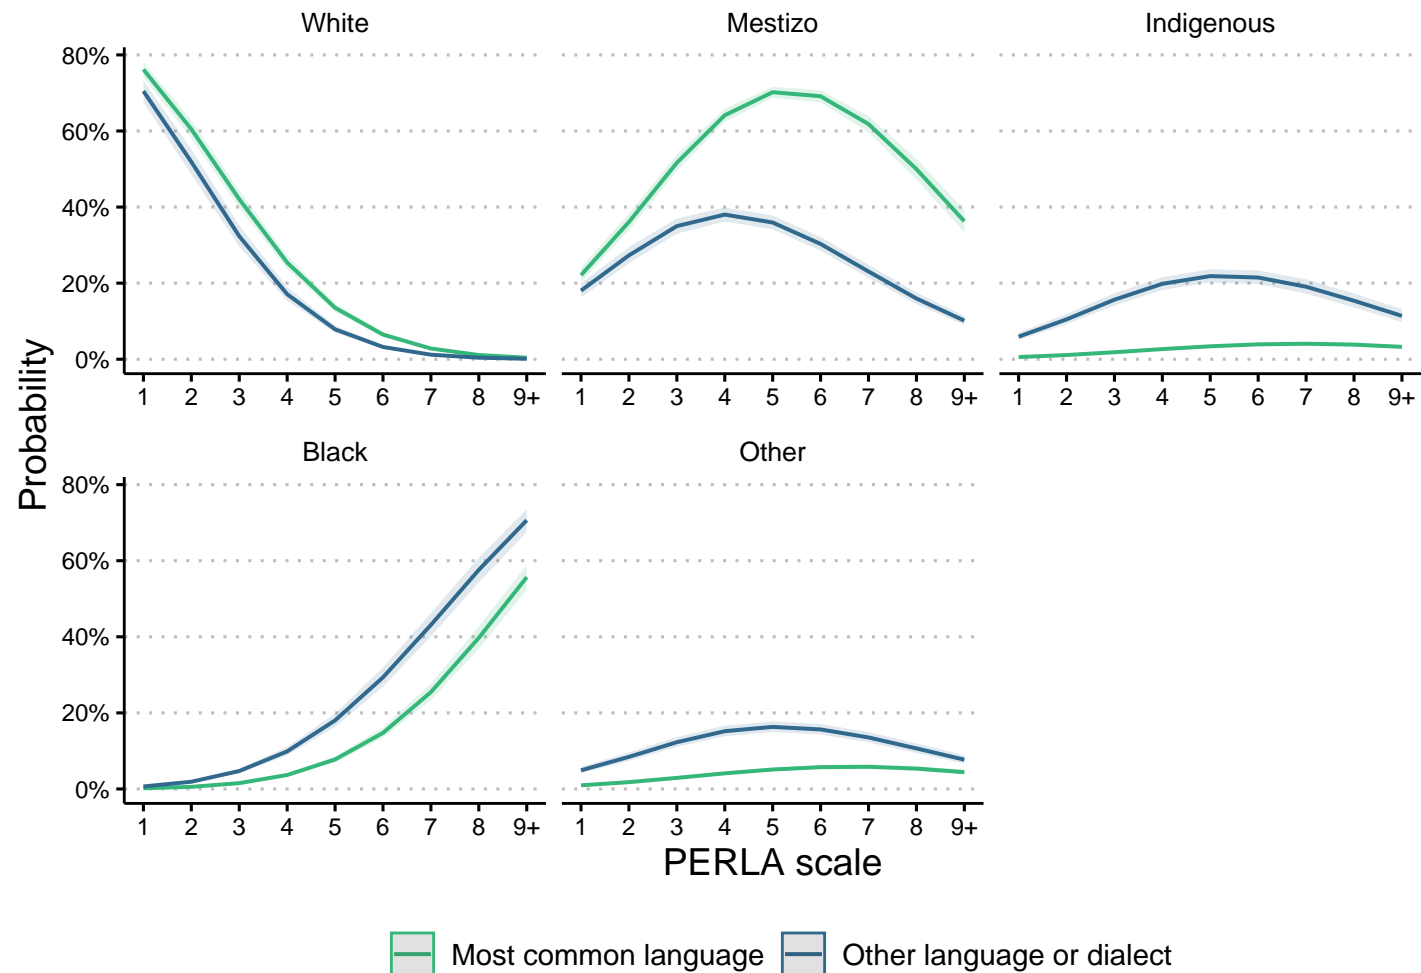 White
Mestizo
Indigenous
80%
60%
40%
20%
0%
1 2 3 4 5 6 7 8 9+
1 2 3 4 5 6 7 8 9+
1 2 3 4 5 6 7 8 9+
Probability
Black
Other
80%
60%
40%
20%
0%
1 2 3 4 5 6 7 8 9+
1 2 3 4 5 6 7 8 9+
PERLA scale
Most common language
Other language or dialect